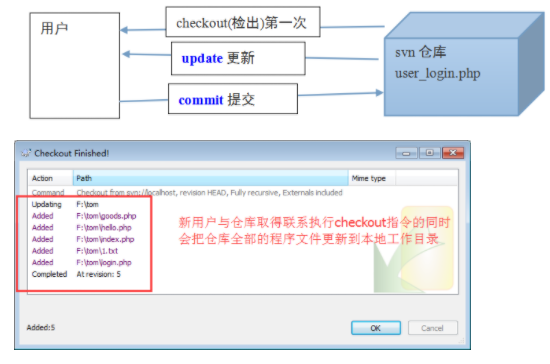 用户
checkout(检出)第一次
update 更新
commit 提交
svn 仓库
user_login.php
Checkout Finished!
Action Path Mime type
Command Checkout from svn://localhost, revision HEAD, Fully recursive, Externals included
Updating F:\tom
Added F:\tom\goods.php
Added F:\tom\hello.php
Added F:\tom\index.php
Added F:\tom\1.txt
Added F:\tom\login.php
Completed At revision: 5
新用户与仓库取得联系执行checkout指令的同时
会把仓库全部的程序文件更新到本地工作目录
Added:5
OK Cancel